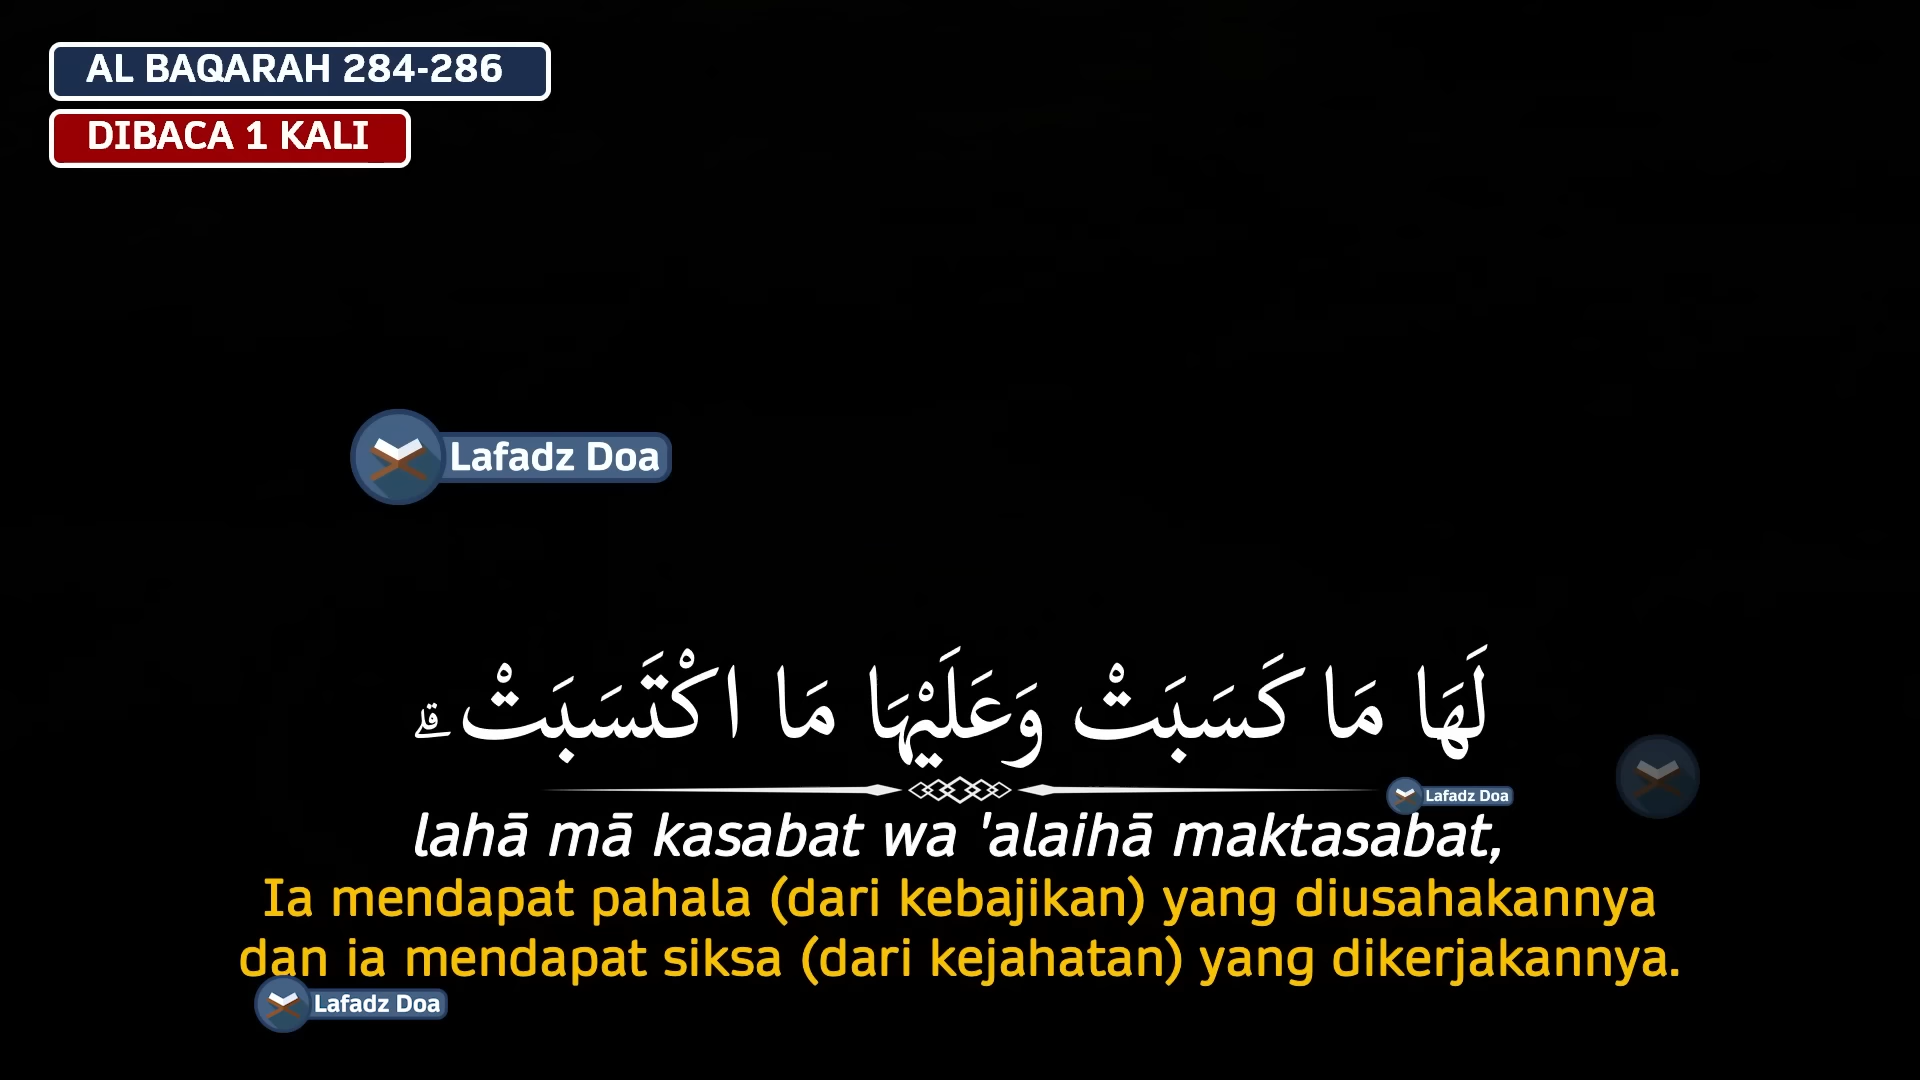 AL BAQARAH 284-286
DIBACA 1 KALI
Lafadz Doa
لَهَا مَا كَسَبَتْ وَعَلَيْهَا مَا اكْتَسَبَتْ ۗ
Lafadz Doa
lahā mā kasabat wa 'alaihā maktasabat,
Ia mendapat pahala (dari kebajikan) yang diusahakannya
dan ia mendapat siksa (dari kejahatan) yang dikerjakannya.
Lafadz Doa